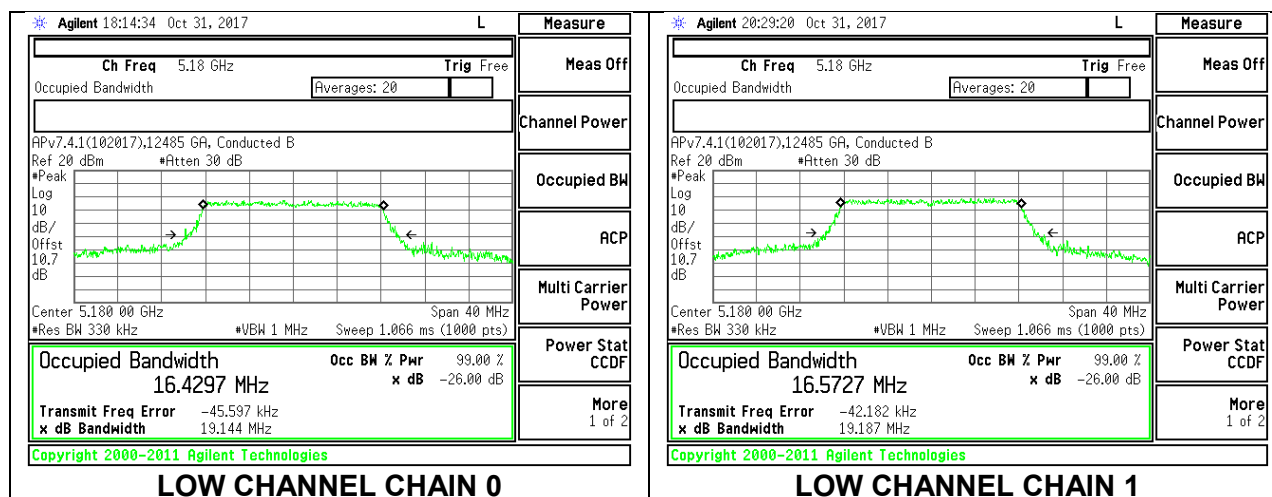 Agilent 18:14:34 Oct 31, 2017 L Measure
Ch Freq 5.18 GHz Trig Free
Occupied Bandwidth Averages: 20
Meas Off
Channel Power
Occupied BW
ACP
Multi Carrier
Power
Power Stat
CCDF
More
1 of 2
APv7.4.1(102017),12485 GA, Conducted B
Ref 20 dBm #Atten 30 dB
#Peak
Log
10
dB/
Offst
10.7
dB
Center 5.180 00 GHz Span 40 MHz
#Res BW 330 kHz #VBW 1 MHz Sweep 1.066 ms (1000 pts)
Occupied Bandwidth Occ BW % Pwr 99.00 %
16.4297 MHz x dB -26.00 dB
Transmit Freq Error -45.597 kHz
x dB Bandwidth 19.144 MHz
Copyright 2000-2011 Agilent Technologies
LOW CHANNEL CHAIN 0
Agilent 20:29:20 Oct 31, 2017 L Measure
Ch Freq 5.18 GHz Trig Free
Occupied Bandwidth Averages: 20
Meas Off
Channel Power
Occupied BW
ACP
Multi Carrier
Power
Power Stat
CCDF
More
1 of 2
APv7.4.1(102017),12485 GA, Conducted B
Ref 20 dBm #Atten 30 dB
#Peak
Log
10
dB/
Offst
10.7
dB
Center 5.180 00 GHz Span 40 MHz
#Res BW 330 kHz #VBW 1 MHz Sweep 1.066 ms (1000 pts)
Occupied Bandwidth Occ BW % Pwr 99.00 %
16.5727 MHz x dB -26.00 dB
Transmit Freq Error -42.182 kHz
x dB Bandwidth 19.187 MHz
Copyright 2000-2011 Agilent Technologies
LOW CHANNEL CHAIN 1